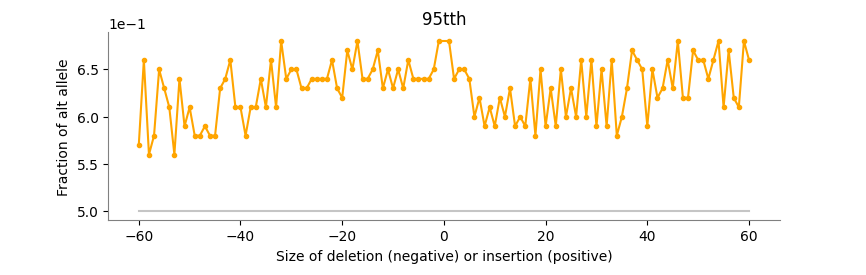 95tth
1e−1
Fraction of alt allele
6.5
6.0
5.5
5.0
−60 −40 −20 0 20 40 60
Size of deletion (negative) or insertion (positive)